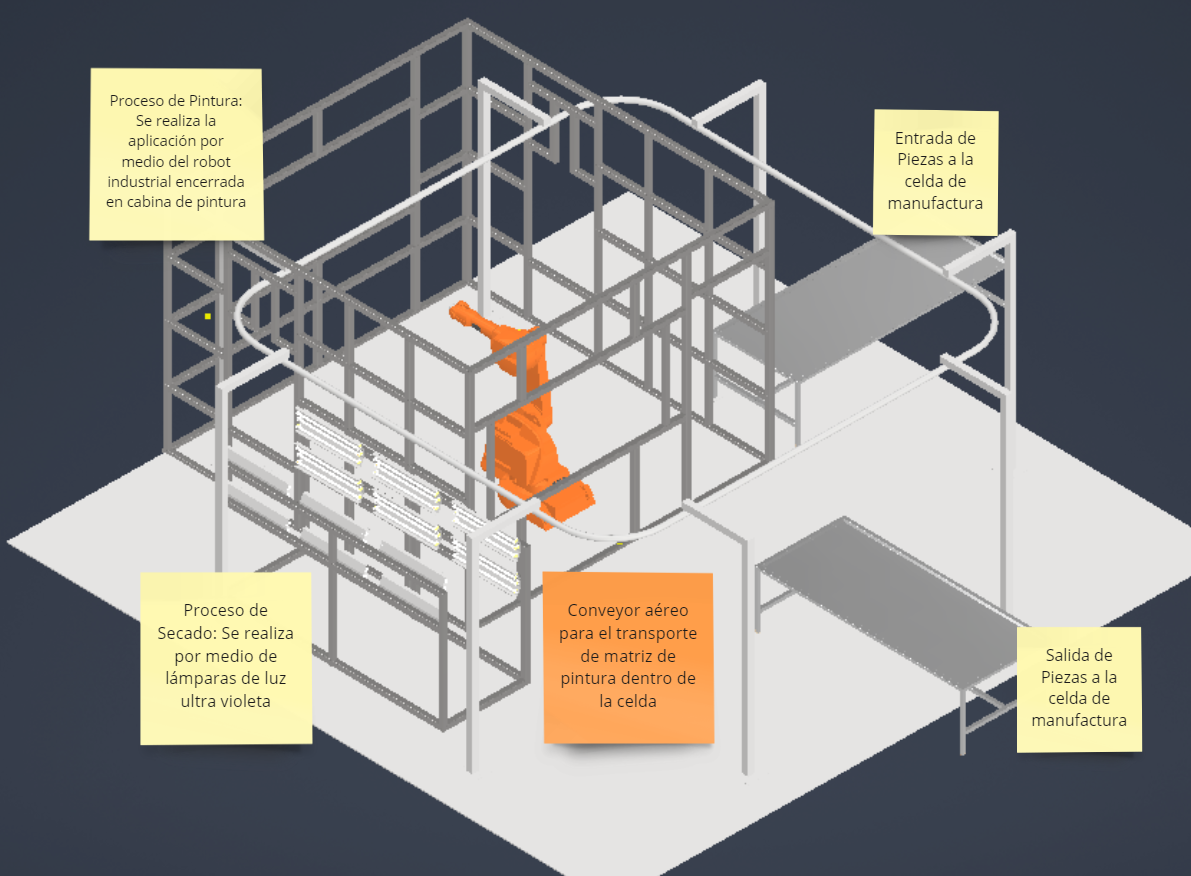 Proceso de Pintura:
Se realiza la
aplicación por
medio del robot
industrial encerrada
en cabina de pintura
Entrada de
Piezas a la
celda de
manufactura
Proceso de
Secado: Se realiza
por medio de
lámparas de luz
ultra violeta
Conveyor aéreo
para el transporte
de matriz de
pintura dentro de
la celda
Salida de
Piezas a la
celda de
manufactura